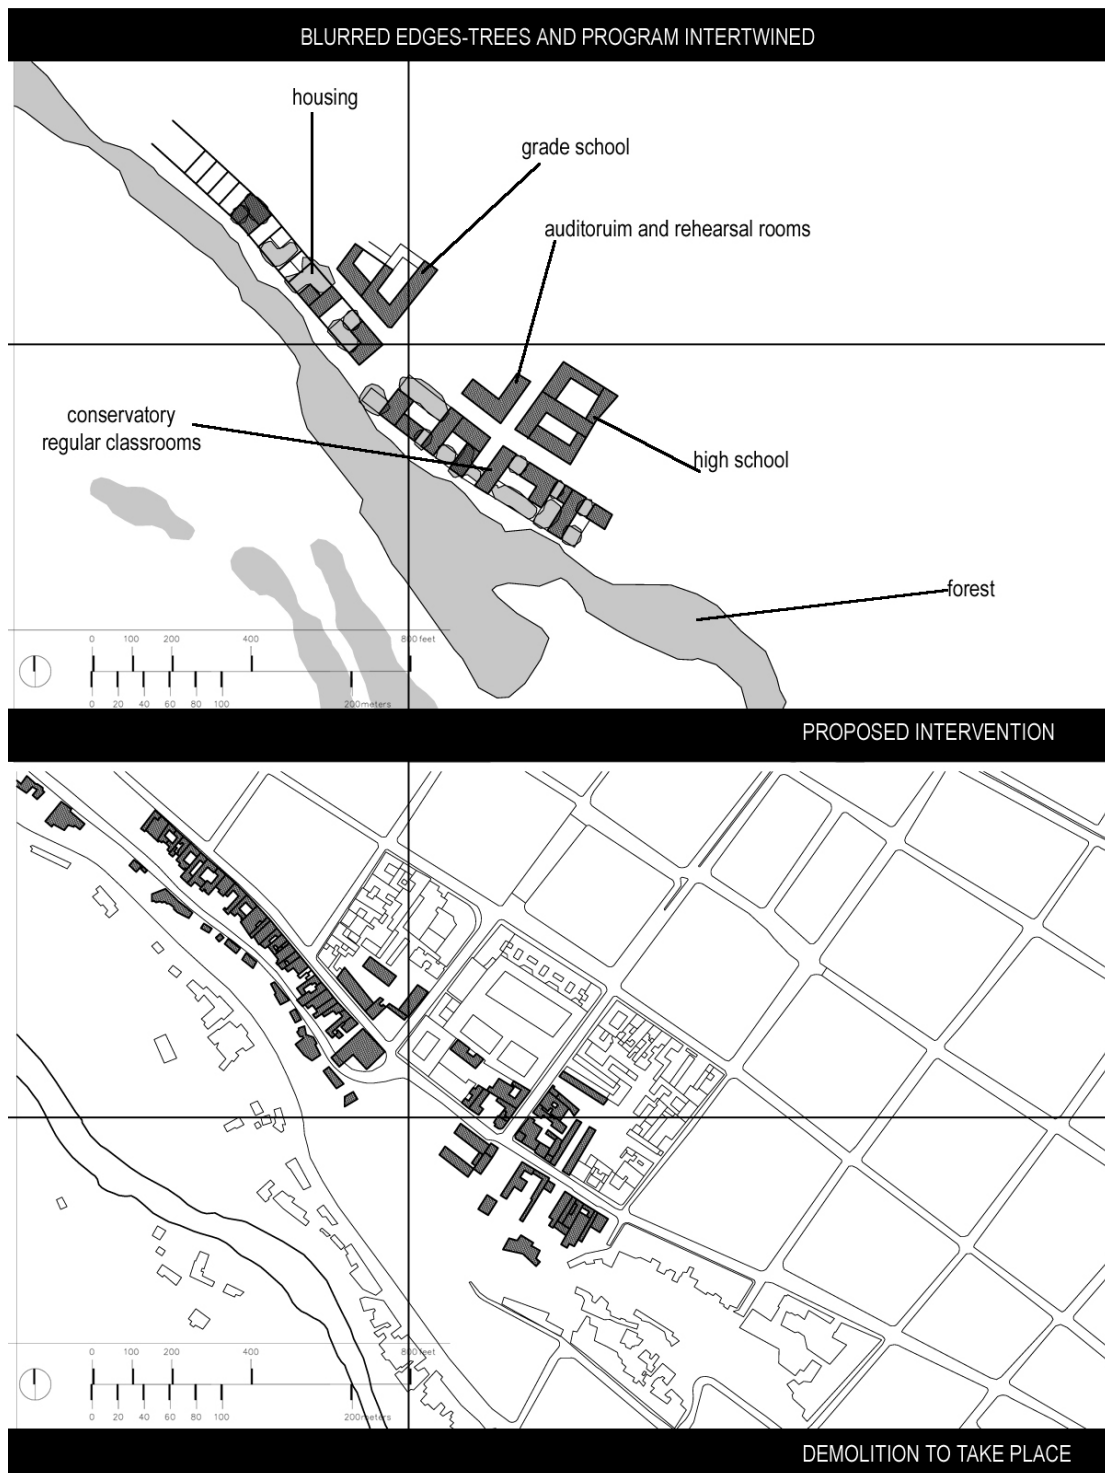 BLURRED EDGES-TREES AND PROGRAM INTERTWINED
housing
grade school
auditoruim and rehearsal rooms
conservatory
regular classrooms
high school
forest
0 100 200 400 800 feet
0 20 40 60 80 100 200meters
PROPOSED INTERVENTION
0 100 200 400 800 feet
0 20 40 60 80 100 200meters
DEMOLITION TO TAKE PLACE